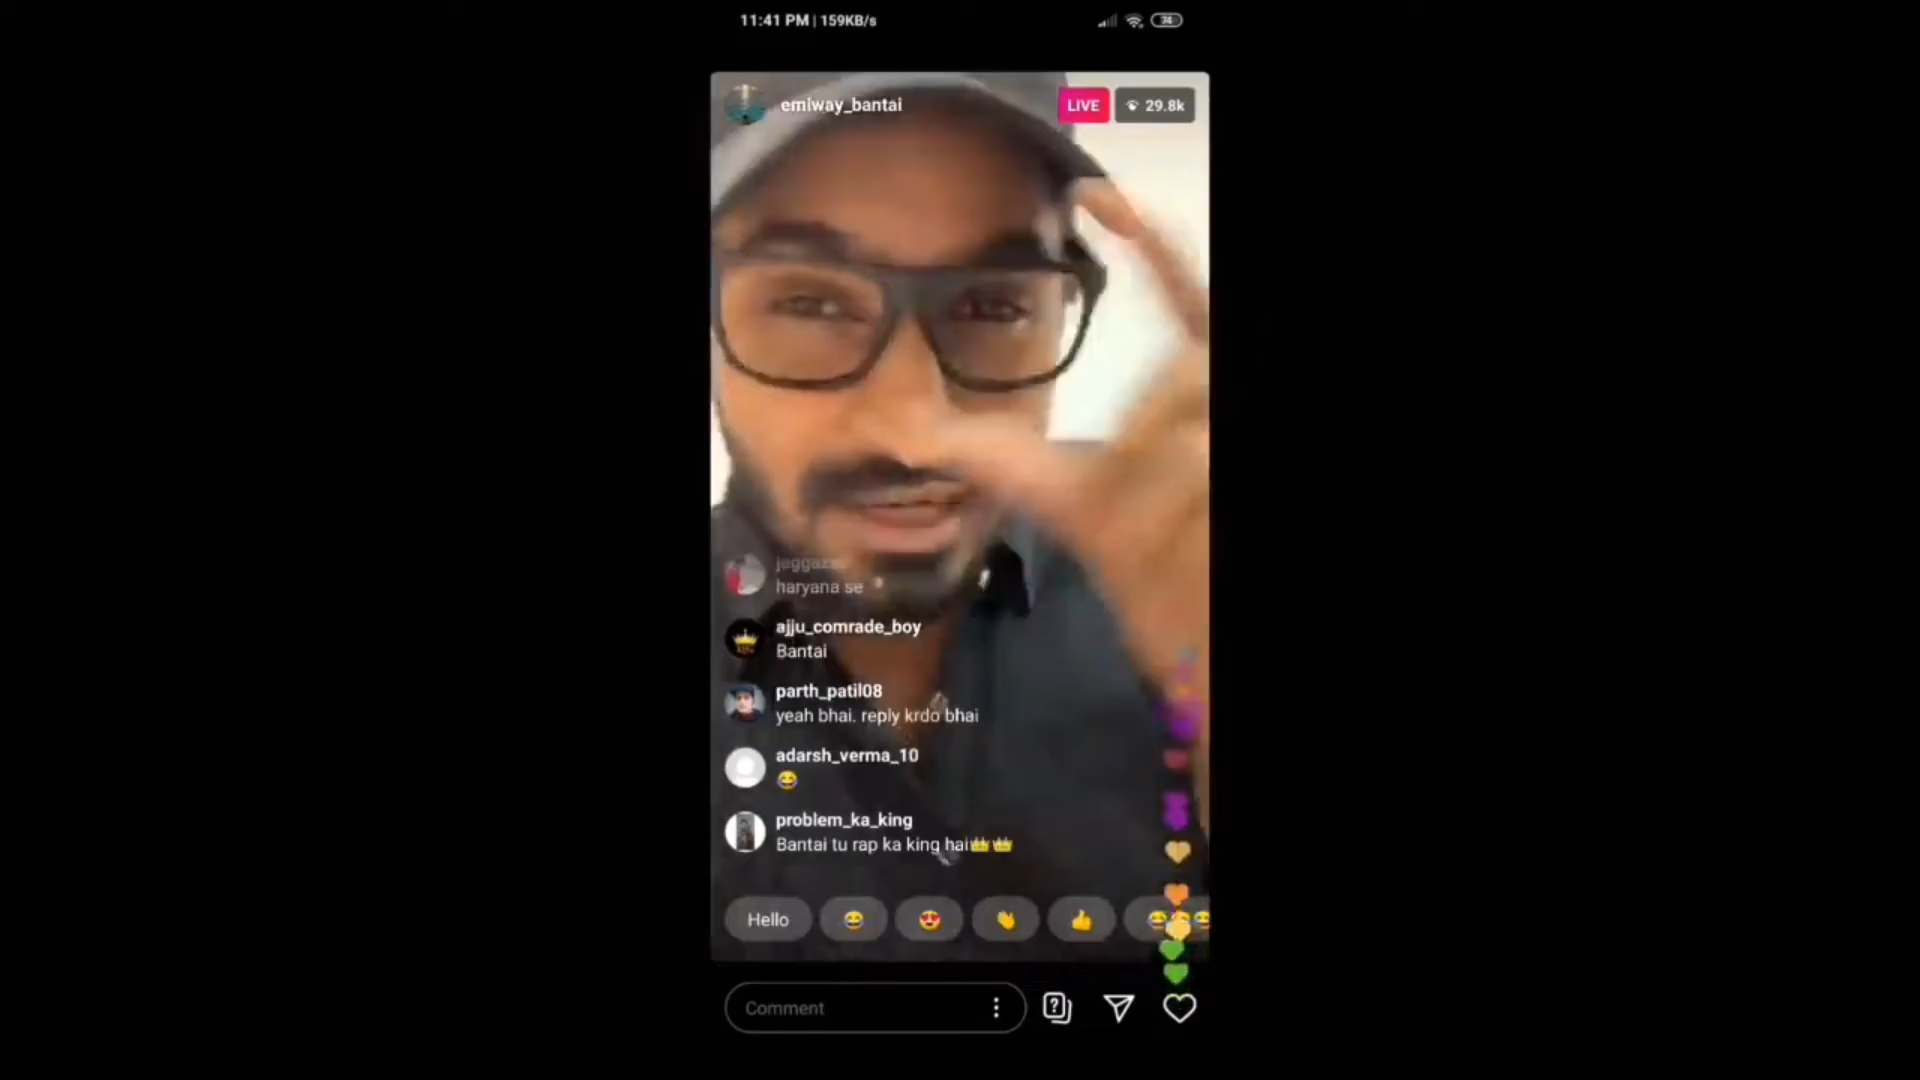 11:41 PM | 159KB/s
74
emiway_bantai
LIVE
29.8k
haryana se
ajju_comrade_boy
Bantai
parth_patil08
yeah bhai. reply krdo bhai
adarsh_verma_10
😂
problem_ka_king
Bantai tu rap ka king hai👑👑
Hello
Comment